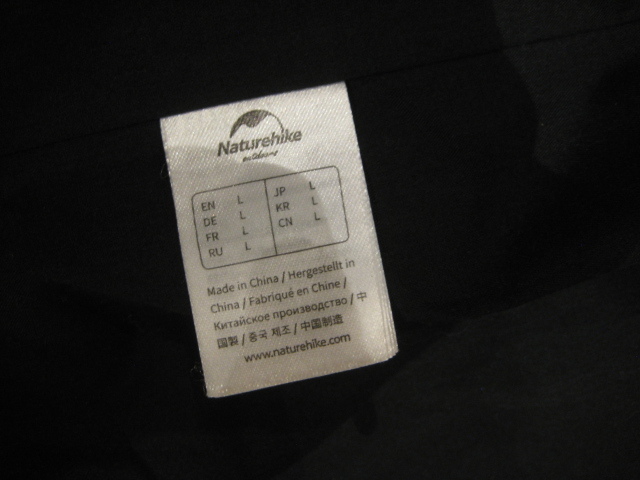 Naturehike
outdoors
EN L JP L
DE L KR L
FR L CN L
RU L
Made in China / Hergestellt in
China / Fabriqué en Chine /
Китайское производство / 中
国製 / 중국 제조 / 中国制造
www.naturehike.com